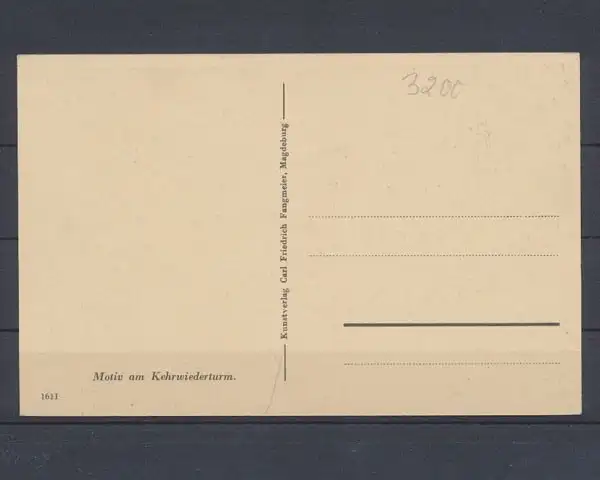 3200
Kunstverlag Carl Friedrich Fangmeier, Magdeburg
Motiv am Kehrwiederturm.
1611